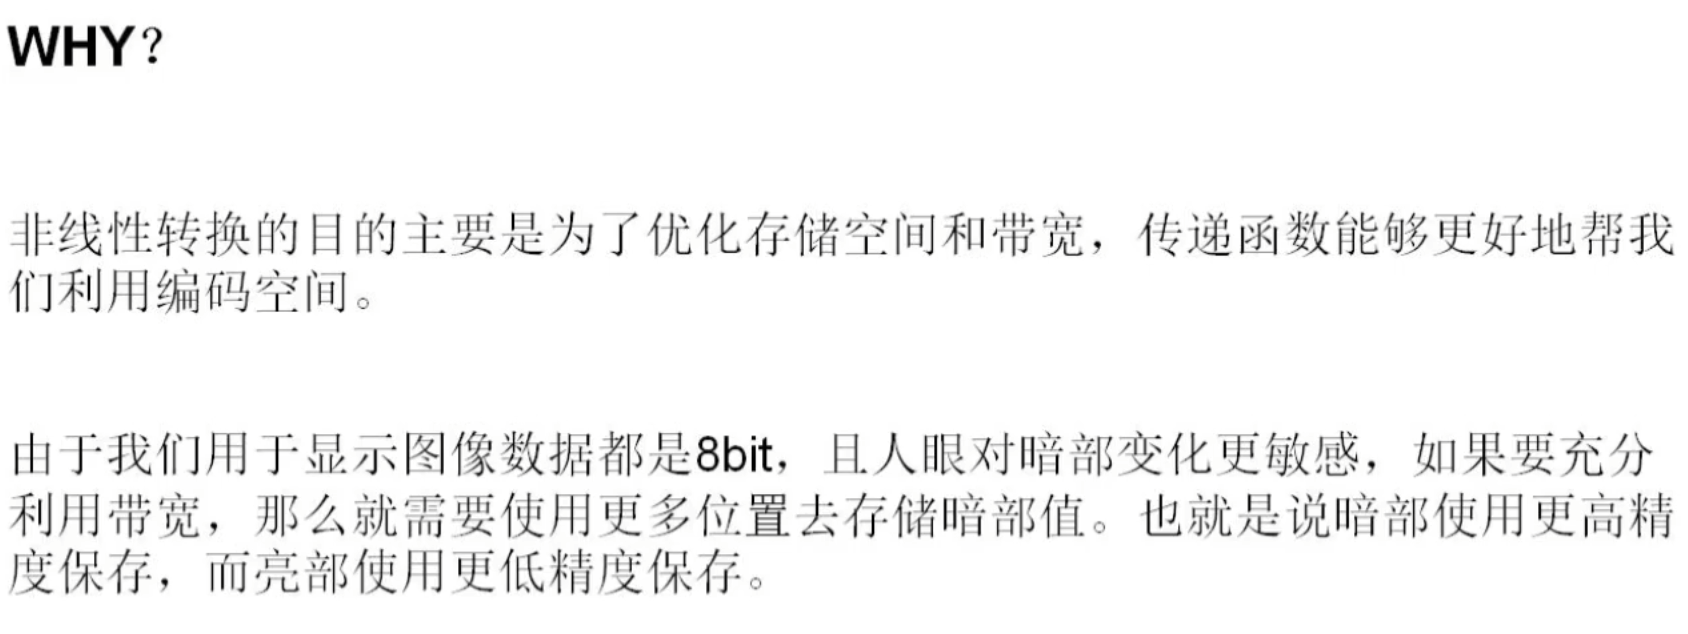 WHY？
非线性转换的目的主要是为了优化存储空间和带宽，传递函数能够更好地帮我
们利用编码空间。
由于我们用于显示图像数据都是8bit，且人眼对暗部变化更敏感，如果要充分
利用带宽，那么就需要使用更多位置去存储暗部值。也就是说暗部使用更高精
度保存，而亮部使用更低精度保存。